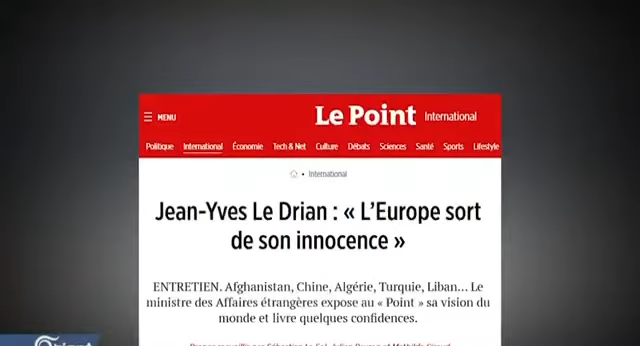 MENU
Le Point International
Politique International Économie Tech & Net Culture Débats Sciences Santé Sports Lifestyle
International
Jean-Yves Le Drian : « L’Europe sort
de son innocence »
ENTRETIEN. Afghanistan, Chine, Algérie, Turquie, Liban... Le
ministre des Affaires étrangères expose au « Point » sa vision du
monde et livre quelques confidences.